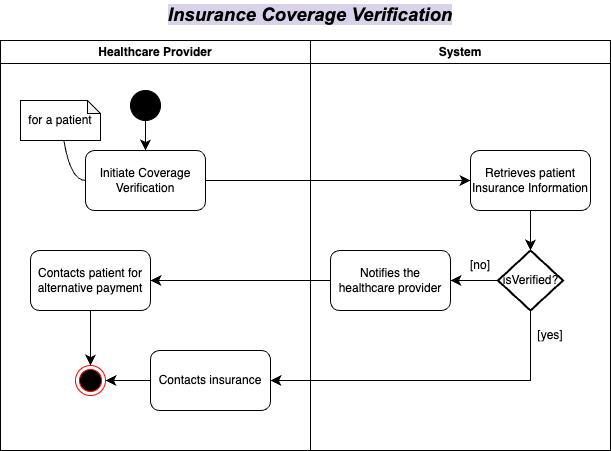 Insurance Coverage Verification
Healthcare Provider
System
for a patient
Initiate Coverage
Verification
Retrieves patient
Insurance Information
Contacts patient for
alternative payment
Notifies the
healthcare provider
[no]
isVerified?
[yes]
Contacts insurance